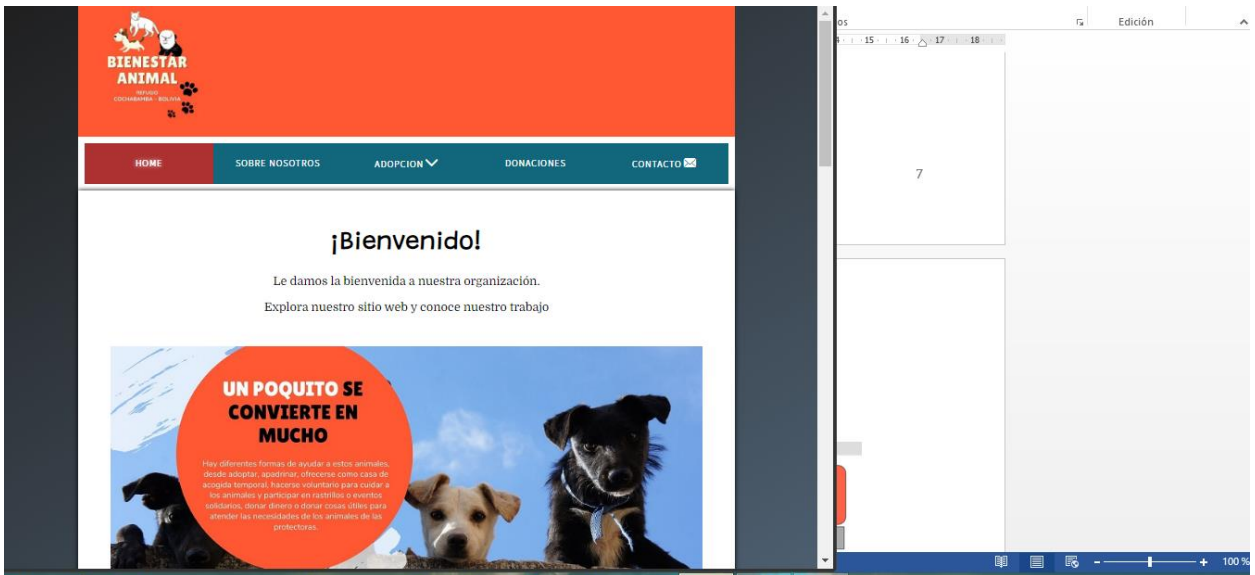 BIENESTAR
ANIMAL
REFUGIO
COCHABAMBA - BOLIVIA
HOME
SOBRE NOSOTROS
ADOPCION
DONACIONES
CONTACTO
¡Bienvenido!
Le damos la bienvenida a nuestra organización.
Explora nuestro sitio web y conoce nuestro trabajo
UN POQUITO SE
CONVIERTE EN
MUCHO
Hay diferentes formas de ayudar a estos animales,
desde adoptar, apadrinar, ofrecerse como casa de
acogida temporal, hacerse voluntario para cuidar a
los animales y participar en rastrillos o eventos
solidarios, donar dinero o donar cosas útiles para
atender las necesidades de los animales de las
protectoras.
os
Edición
15 16 17 18
7
100 %